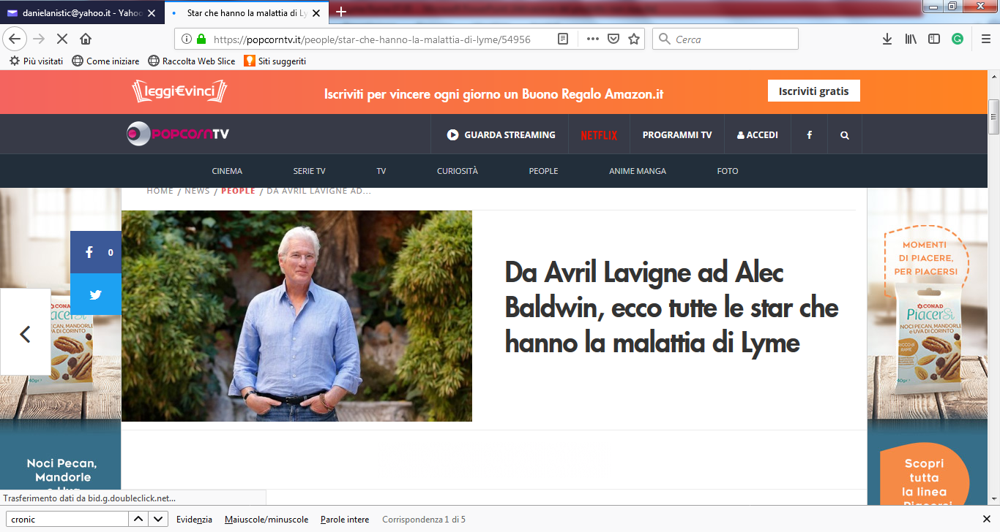 danielanistic@yahoo.it - Yahoo
Star che hanno la malattia di Ly
https://popcorntv.it/people/star-che-hanno-la-malattia-di-lyme/54956
Cerca
Più visitati
Come iniziare
Raccolta Web Slice
Siti suggeriti
leggi€vinci
Iscriviti per vincere ogni giorno un Buono Regalo Amazon.it
Iscriviti gratis
POPCORNTV
GUARDA STREAMING
NETFLIX
PROGRAMMI TV
ACCEDI
CINEMA
SERIE TV
TV
CURIOSITÀ
PEOPLE
ANIME MANGA
FOTO
HOME / NEWS / PEOPLE / DA AVRIL LAVIGNE AD...
0
Da Avril Lavigne ad Alec
Baldwin, ecco tutte le star che
hanno la malattia di Lyme
CONAD
PiacerSi
NOCI PECAN, MANDORLE
e UVA DI CORINTO
Noci Pecan,
Mandorle
e Uva
MOMENTI
DI PIACERE,
PER PIACERSI
CONAD
PiacerSi
NOCI PECAN, MANDORLE
e UVA DI CORINTO
RICCO DI
RAME
40g
Scopri
tutta
la linea
Piacersi
Trasferimento dati da bid.g.doubleclick.net...
cronic
Evidenzia
Maiuscole/minuscole
Parole intere
Corrispondenza 1 di 5